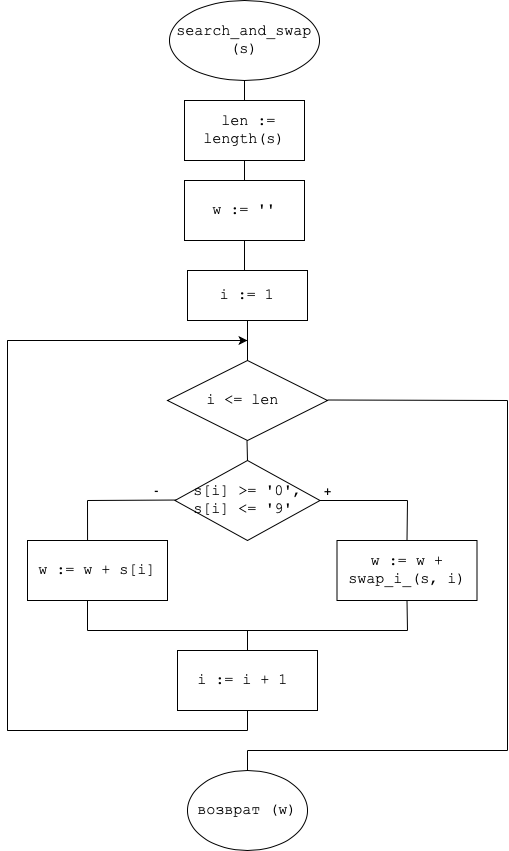 search_and_swap
(s)
len :=
length(s)
w := ''
i := 1
i <= len
s[i] >= '0',
s[i] <= '9'
-
+
w := w + s[i]
w := w +
swap_i_(s, i)
i := i + 1
возврат (w)